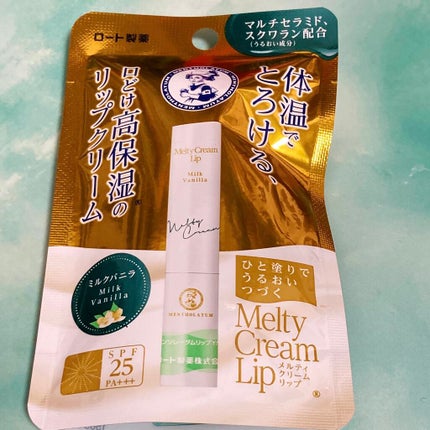 ロート製薬
マルチセラミド、
スクワラン配合
(うるおい成分)
MENTHOLATUM
体温で
とろける、
口どけ高保湿の※
リップクリーム
Melty Cream
Lip
Milk
Vanilla
Melty
Cream
MENTHOLATUM
ロート製薬株式会
ミルクバニラ
Milk
Vanilla
SPF
25
PA+++
ひと塗りで
うるおい
つづく
Melty
Cream
Lip
メルティ
クリーム
リップ
®